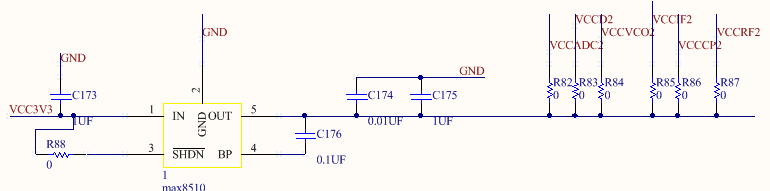 GND
VCCD2
VCCIF2
GND
VCCVCO2
VCCRF2
VCCADC2
VCCCP2
GND
GND
2
R82
R83
R84
R85
R86
R87
C173
C174
C175
0
0
0
0
0
0
VCC3V3
1
IN
OUT
5
1UF
GND
0.01UF
1UF
C176
R88
3
SHDN
BP
4
0
0.1UF
1
max8510